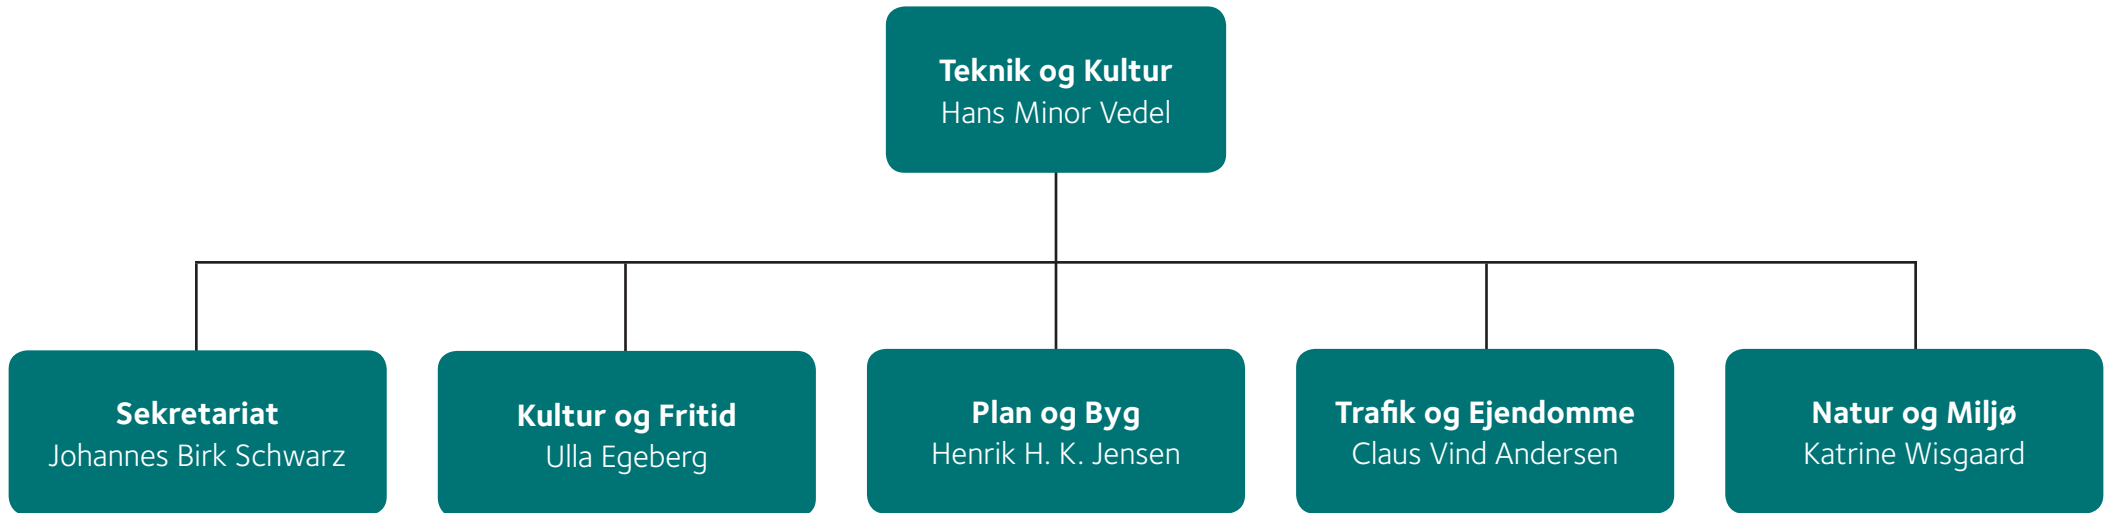 Teknik og Kultur
Hans Minor Vedel
Sekretariat
Johannes Birk Schwarz
Kultur og Fritid
Ulla Egeberg
Plan og Byg
Henrik H. K. Jensen
Trafik og Ejendomme
Claus Vind Andersen
Natur og Miljø
Katrine Wisgaard